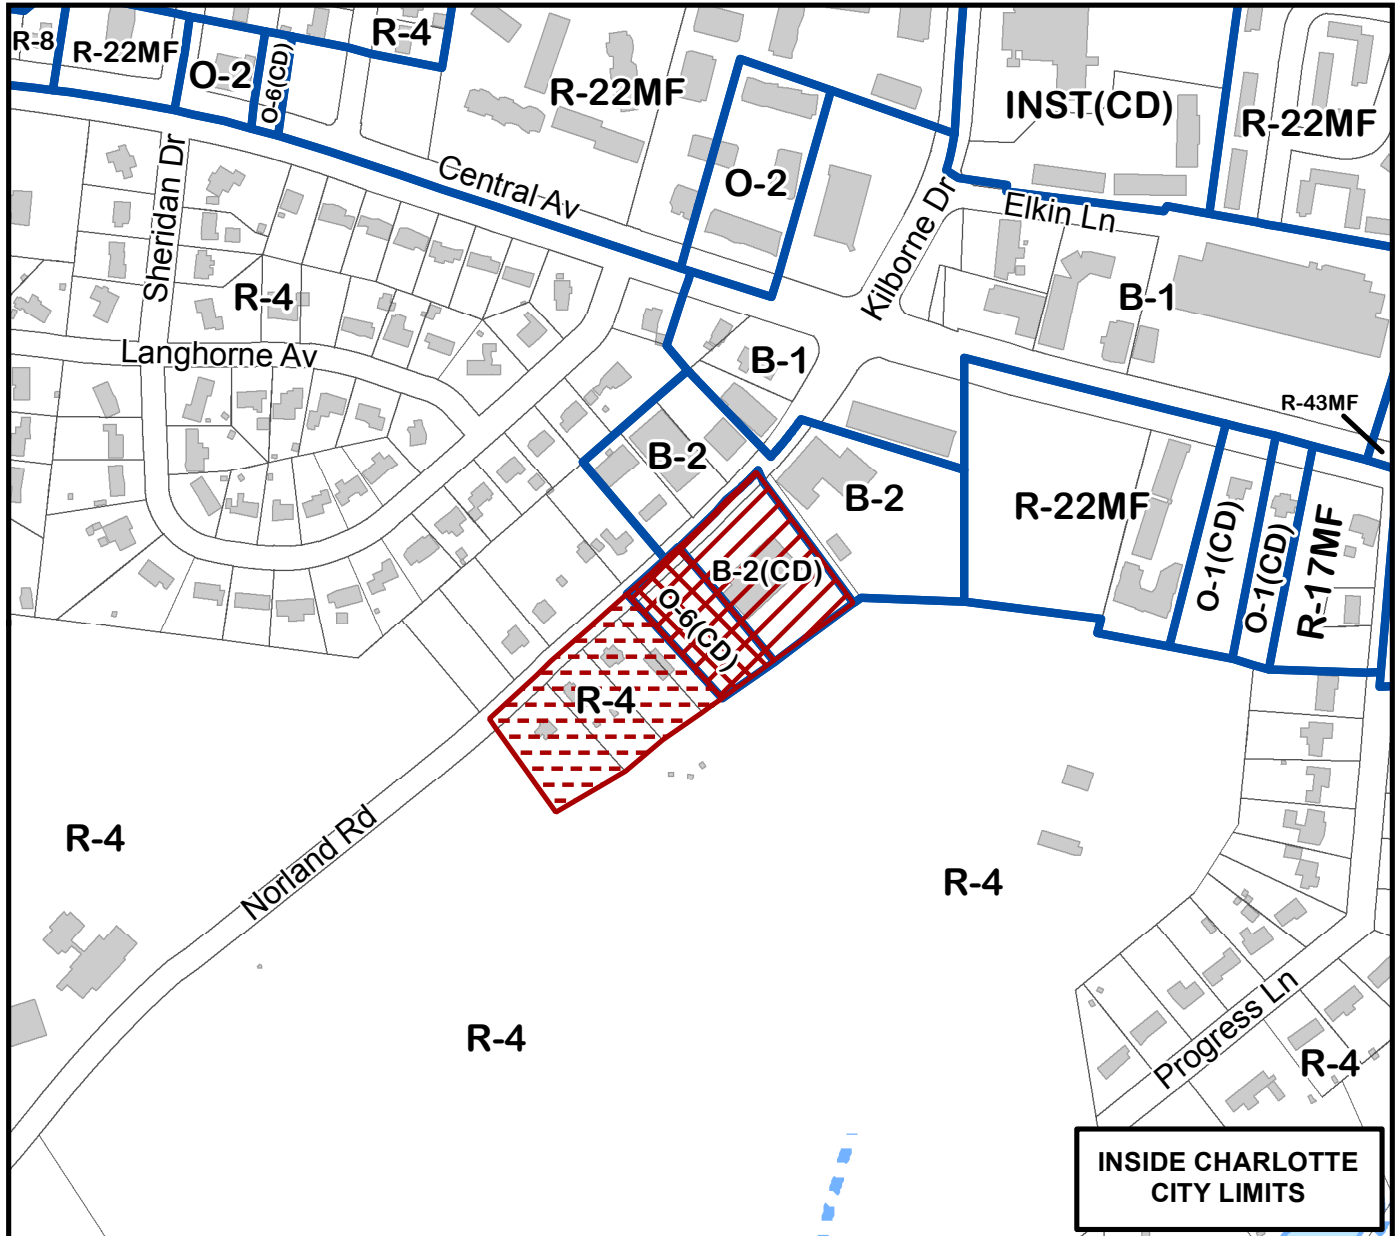 R-8
R-22MF
O-2
O-6(CD)
R-4
R-22MF
INST(CD)
R-22MF
O-2
Central Av
Sheridan Dr
Kilborne Dr
Elkin Ln
R-4
B-1
Langhorne Av
B-1
R-43MF
B-2
B-2
R-22MF
O-1(CD)
O-1(CD)
R-17MF
B-2(CD)
O-6(CD)
R-4
Norland Rd
R-4
R-4
R-4
Progress Ln
R-4
INSIDE CHARLOTTE
CITY LIMITS